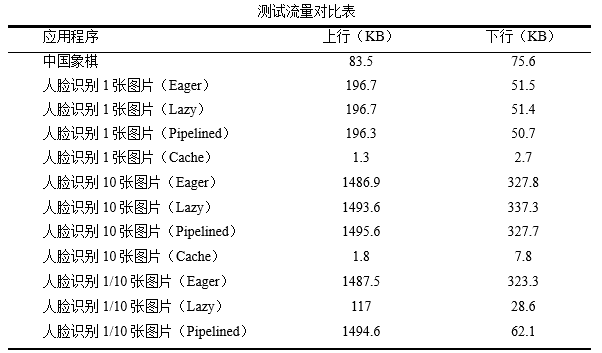 测试流量对比表
应用程序 上行（KB） 下行（KB）
中国象棋 83.5 75.6
人脸识别 1 张图片（Eager） 196.7 51.5
人脸识别 1 张图片（Lazy） 196.7 51.4
人脸识别 1 张图片（Pipelined） 196.3 50.7
人脸识别 1 张图片（Cache） 1.3 2.7
人脸识别 10 张图片（Eager） 1486.9 327.8
人脸识别 10 张图片（Lazy） 1493.6 337.3
人脸识别 10 张图片（Pipelined） 1495.6 327.7
人脸识别 10 张图片（Cache） 1.8 7.8
人脸识别 1/10 张图片（Eager） 1487.5 323.3
人脸识别 1/10 张图片（Lazy） 117 28.6
人脸识别 1/10 张图片（Pipelined） 1494.6 62.1